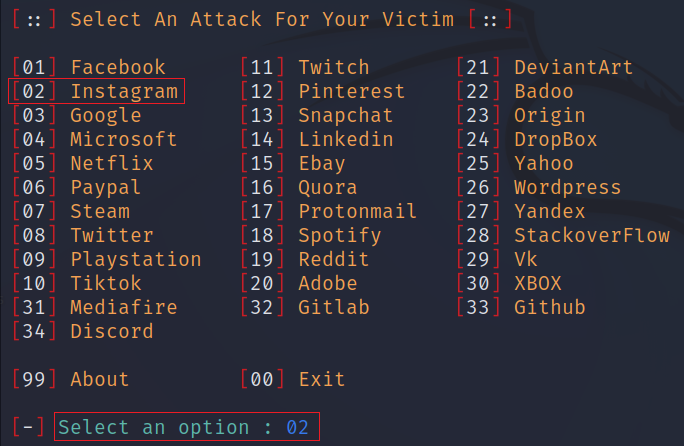 [::] Select An Attack For Your Victim [::]
[01] Facebook [11] Twitch [21] DeviantArt
[02] Instagram [12] Pinterest [22] Badoo
[03] Google [13] Snapchat [23] Origin
[04] Microsoft [14] Linkedin [24] DropBox
[05] Netflix [15] Ebay [25] Yahoo
[06] Paypal [16] Quora [26] Wordpress
[07] Steam [17] Protonmail [27] Yandex
[08] Twitter [18] Spotify [28] StackoverFlow
[09] Playstation [19] Reddit [29] Vk
[10] Tiktok [20] Adobe [30] XBOX
[31] Mediafire [32] Gitlab [33] Github
[34] Discord
[99] About [00] Exit
[-] Select an option : 02